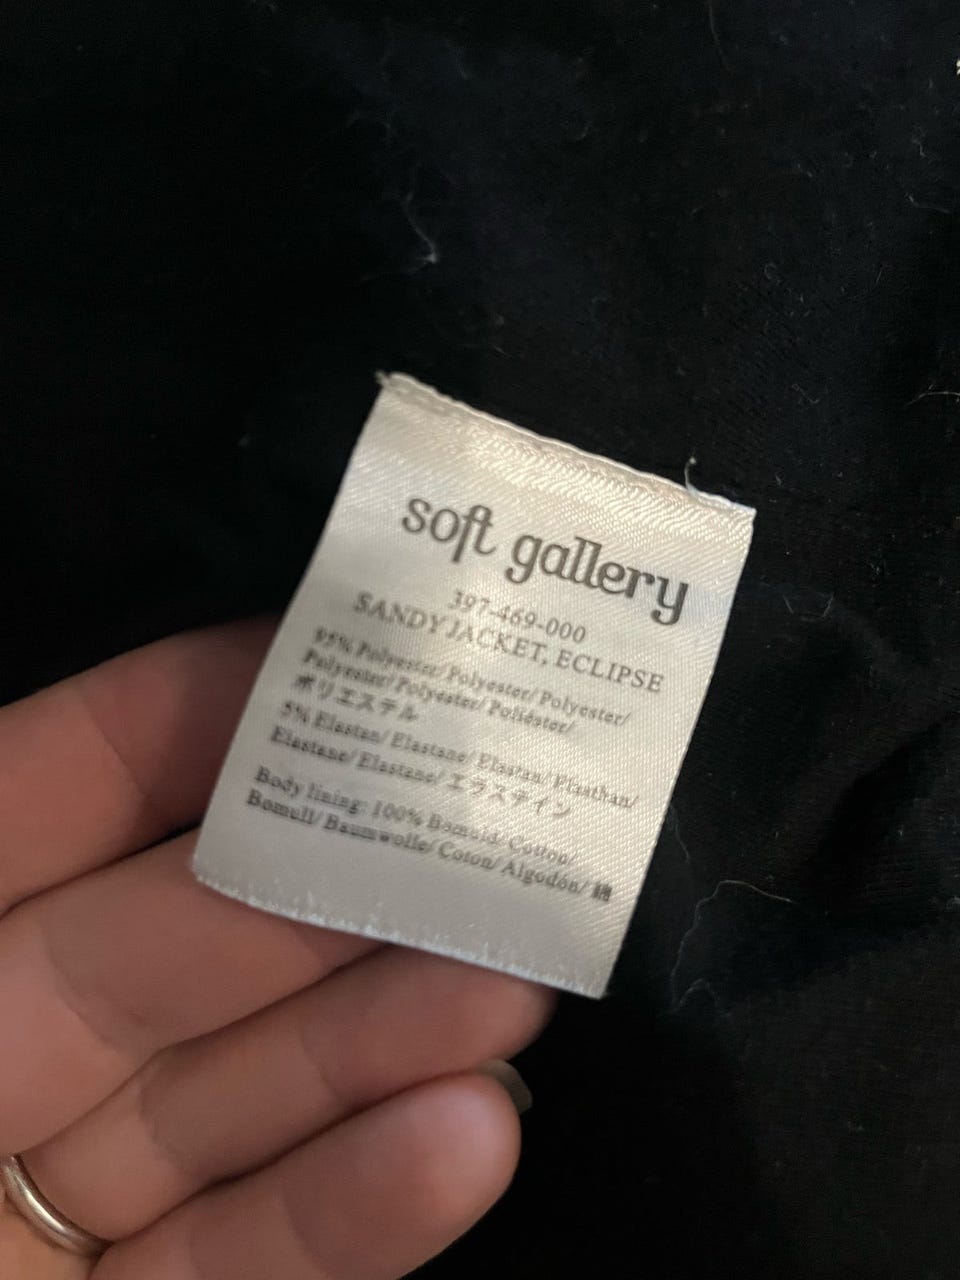 soft gallery
397-469-000
SANDY JACKET, ECLIPSE
95% Polyester/ Polyester/ Polyester/
Polyester/ Polyester/ Poliéster/
ポリエステル
5% Elastan/ Elastane/ Elastan/ Elasthan/
Elastane/ Elastane/ エラステイン
Body lining: 100% Bomuld/ Cotton/
Bomull/ Baumwolle/ Coton/ Algodón/ 綿